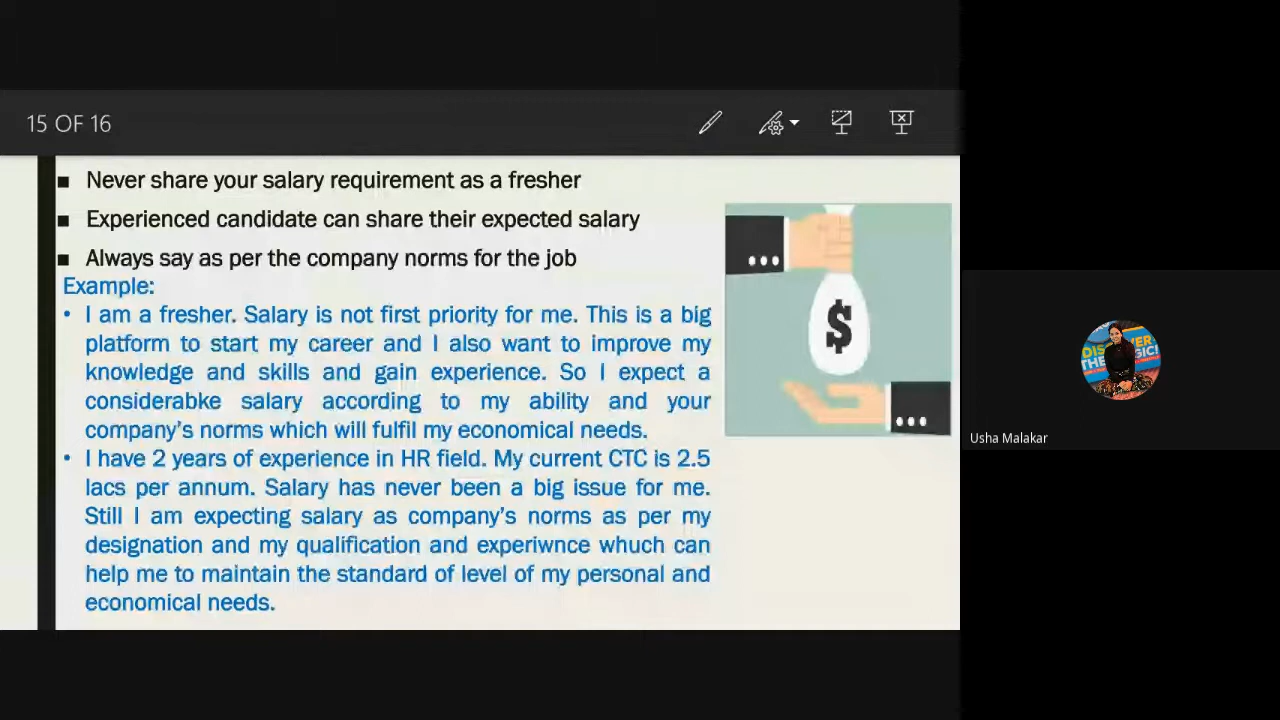 15 OF 16
■ Never share your salary requirement as a fresher
■ Experienced candidate can share their expected salary
■ Always say as per the company norms for the job
Example:
• I am a fresher. Salary is not first priority for me. This is a big
platform to start my career and I also want to improve my
knowledge and skills and gain experience. So I expect a
considerabke salary according to my ability and your
company's norms which will fulfil my economical needs.
• I have 2 years of experience in HR field. My current CTC is 2.5
lacs per annum. Salary has never been a big issue for me.
Still I am expecting salary as company's norms as per my
designation and my qualification and experiwnce whuch can
help me to maintain the standard of level of my personal and
economical needs.
$
Usha Malakar